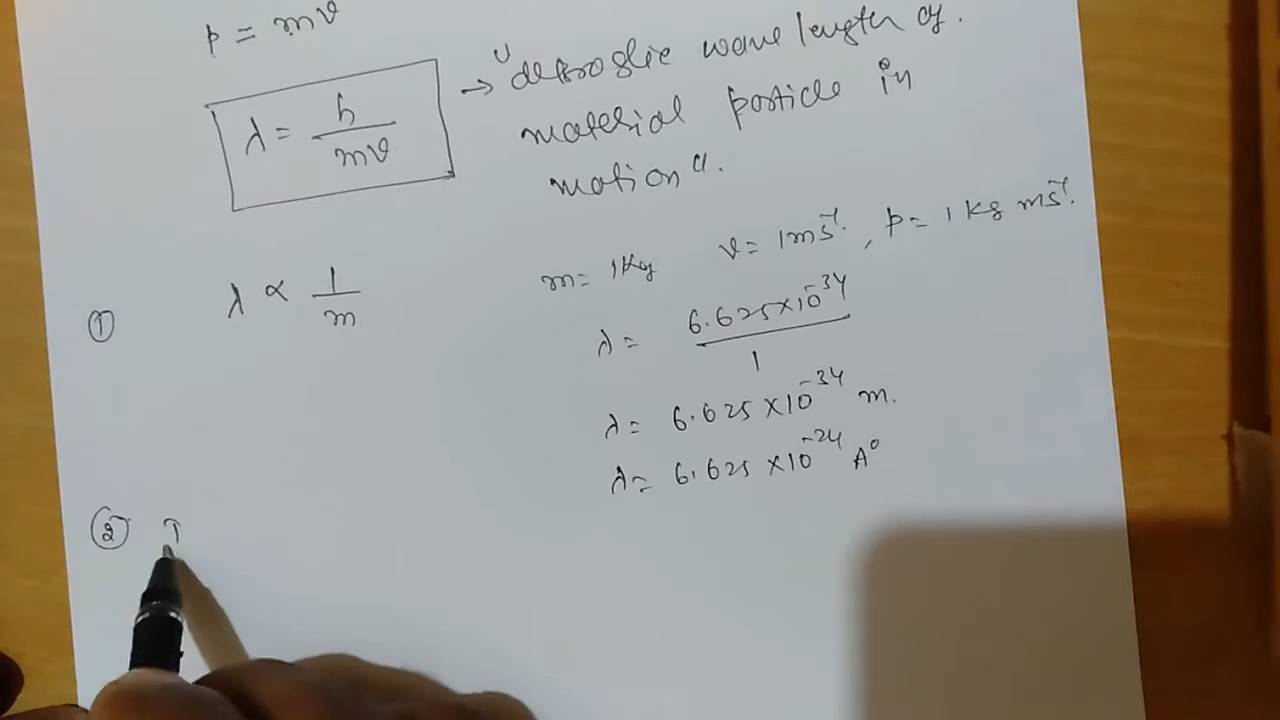 p = mv
λ = h/mv → "debroglie wave length of
material particle in
motion".
① λ ∝ 1/m
m = 1Kg v = 1ms⁻¹, p = 1 Kg ms⁻¹.
λ = 6.625×10⁻³⁴/1
λ = 6.625×10⁻³⁴ m.
λ = 6.625×10⁻²⁴ A°
②